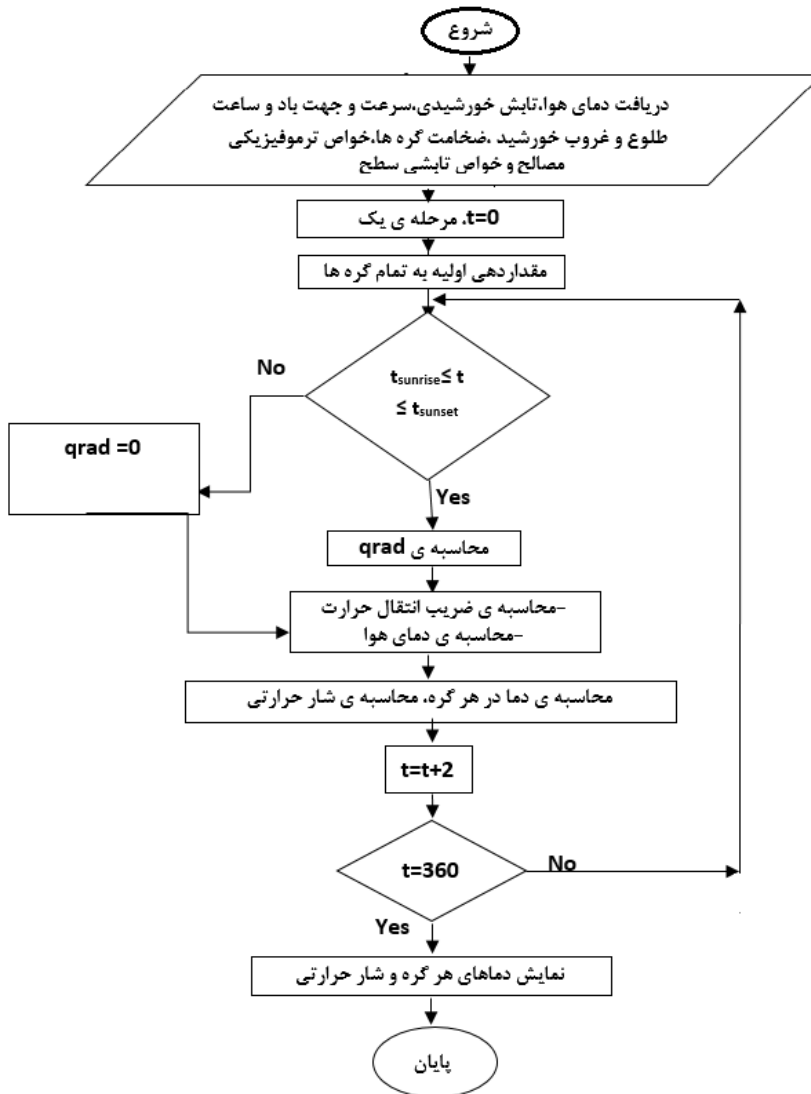 شروع
دریافت دمای هوا،تابش خورشیدی،سرعت و جهت باد و ساعت
طلوع و غروب خورشید ،ضخامت گره ها،خواص ترموفیزیکی
مصالح و خواص تابشی سطح
t=0، مرحله ی یک
مقداردهی اولیه به تمام گره ها
tsunrise≤ t
≤ tsunset
No
qrad =0
Yes
محاسبه ی qrad
-محاسبه ی ضریب انتقال حرارت
-محاسبه ی دمای هوا
محاسبه ی دما در هر گره، محاسبه ی شار حرارتی
t=t+2
t=360
No
Yes
نمایش دماهای هر گره و شار حرارتی
پایان